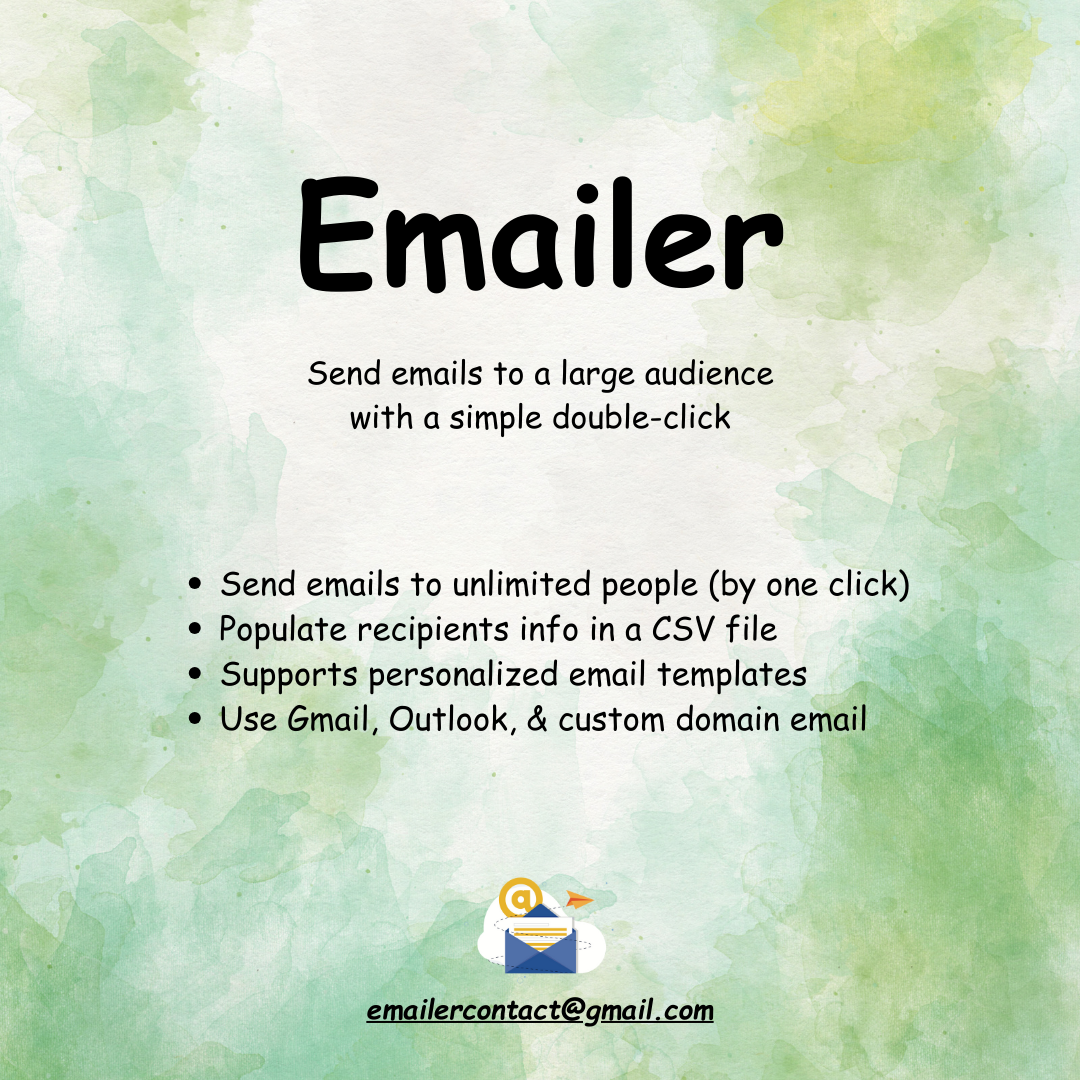 Emailer
Send emails to a large audience
with a simple double-click
• Send emails to unlimited people (by one click)
• Populate recipients info in a CSV file
• Supports personalized email templates
• Use Gmail, Outlook, & custom domain email
@
emailercontact@gmail.com